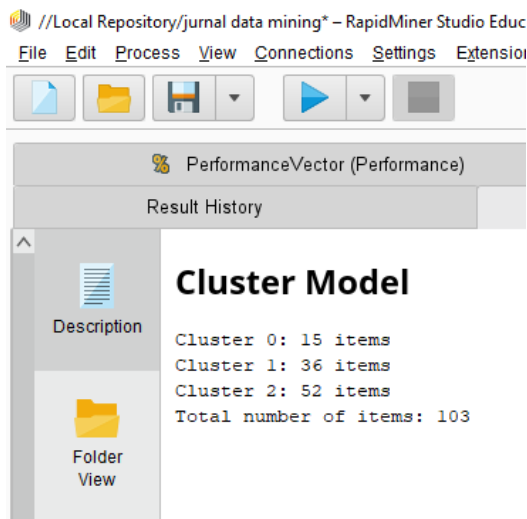 //Local Repository/jurnal data mining* – RapidMiner Studio Educ
File Edit Process View Connections Settings Extension
PerformanceVector (Performance)
Result History
Description
Folder
View
Cluster Model
Cluster 0: 15 items
Cluster 1: 36 items
Cluster 2: 52 items
Total number of items: 103